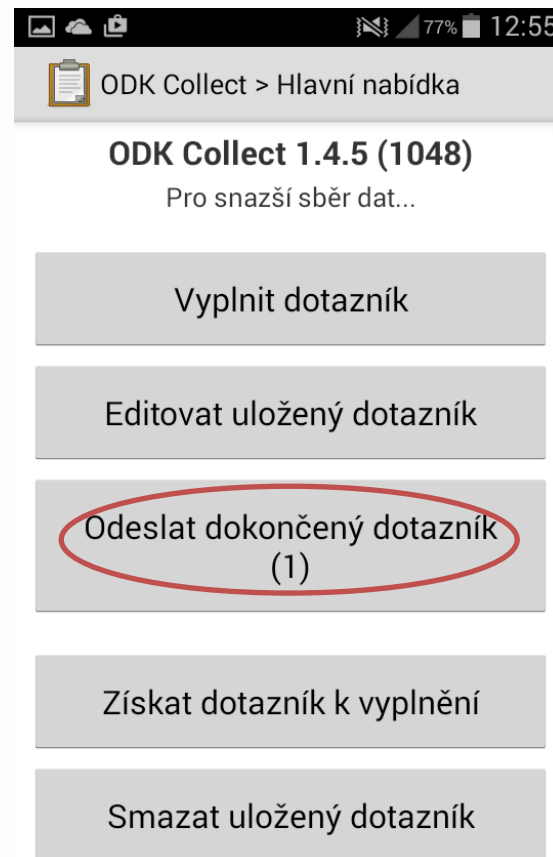 77% 12:55
ODK Collect > Hlavní nabídka
ODK Collect 1.4.5 (1048)
Pro snazší sběr dat...
Vyplnit dotazník
Editovat uložený dotazník
Odeslat dokončený dotazník
(1)
Získat dotazník k vyplnění
Smazat uložený dotazník